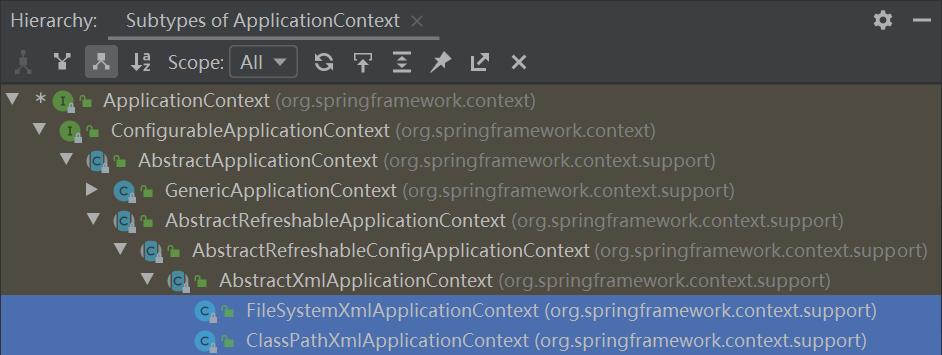 Hierarchy: Subtypes of ApplicationContext
Scope: All
* ApplicationContext (org.springframework.context)
ConfigurableApplicationContext (org.springframework.context)
AbstractApplicationContext (org.springframework.context.support)
GenericApplicationContext (org.springframework.context.support)
AbstractRefreshableApplicationContext (org.springframework.context.support)
AbstractRefreshableConfigApplicationContext (org.springframework.context.support)
AbstractXmlApplicationContext (org.springframework.context.support)
FileSystemXmlApplicationContext (org.springframework.context.support)
ClassPathXmlApplicationContext (org.springframework.context.support)